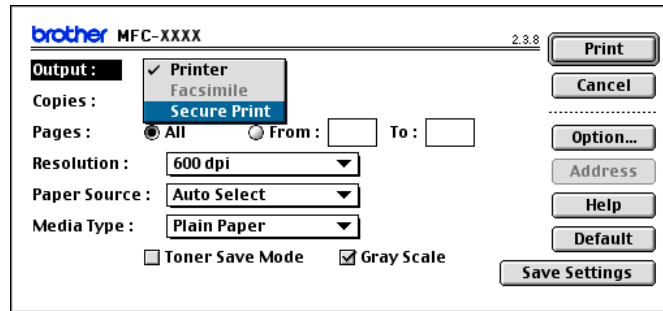 brother MFC-XXXX 2.3.8 Print
Output : ✓ Printer
Facsimile Cancel
Copies :
Secure Print
Pages : All From : To : Option...
Resolution : 600 dpi Address
Paper Source : Auto Select
Help
Media Type : Plain Paper
Default
Toner Save Mode Gray Scale
Save Settings